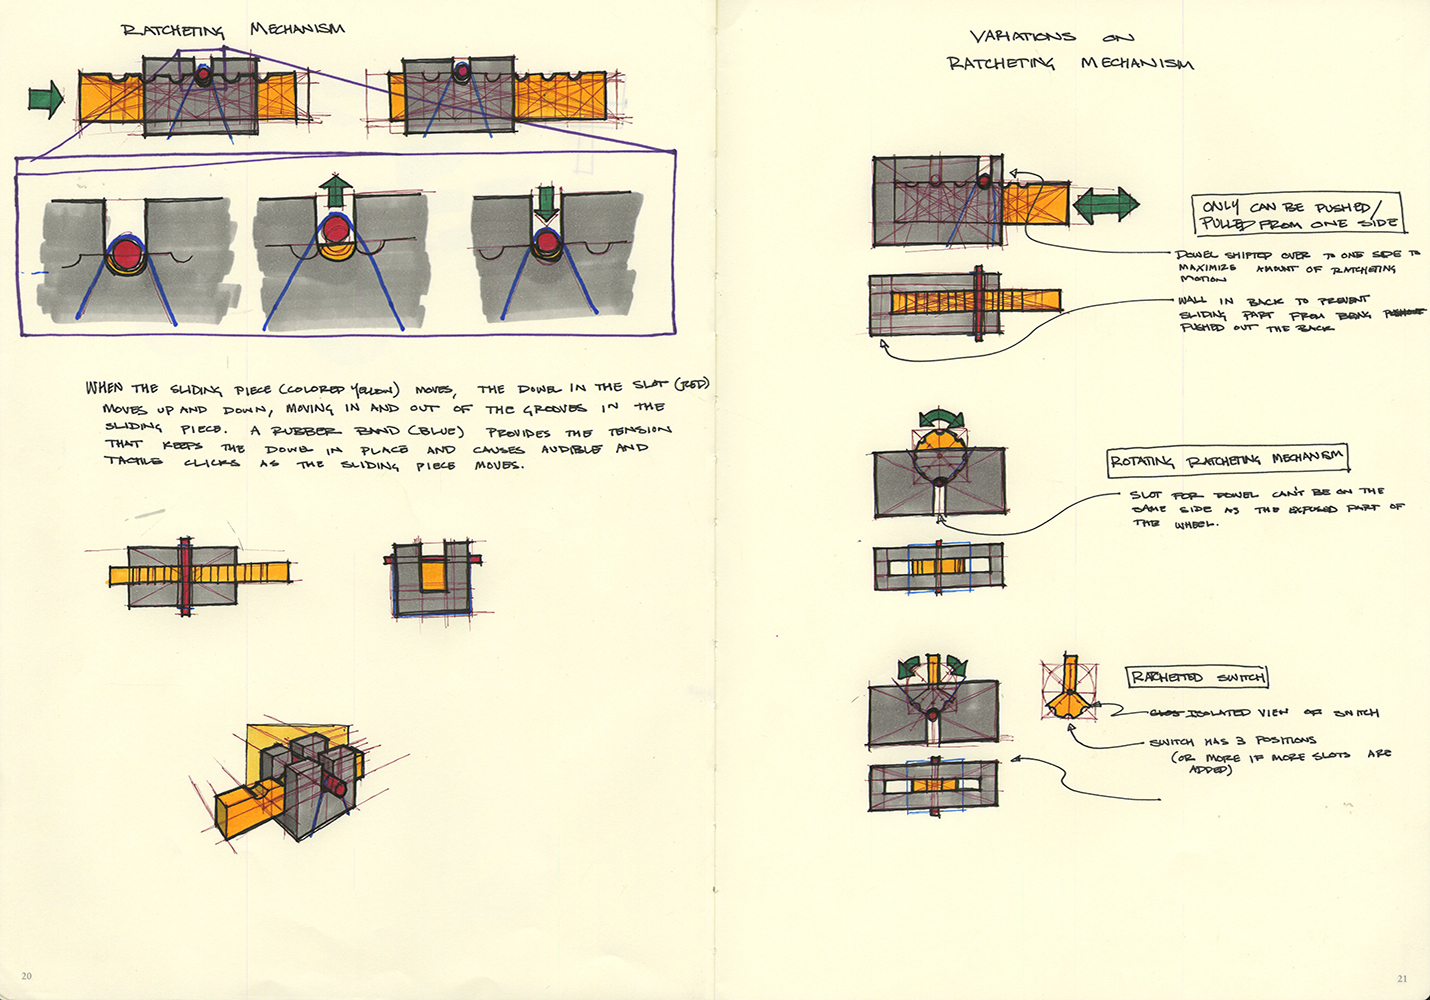 RATCHETING MECHANISM
WHEN THE SLIDING PIECE (COLORED YELLOW) MOVES, THE DOWEL IN THE SLOT (RED)
MOVES UP AND DOWN, MOVING IN AND OUT OF THE GROOVES IN THE
SLIDING PIECE. A RUBBER BAND (BLUE) PROVIDES THE TENSION
THAT KEEPS THE DOWEL IN PLACE AND CAUSES AUDIBLE AND
TACTILE CLICKS AS THE SLIDING PIECE MOVES.
20
VARIATIONS ON
RATCHETING MECHANISM
ONLY CAN BE PUSHED/
PULLED FROM ONE SIDE
DOWEL SHIFTED OVER TO ONE SIDE TO
MAXIMIZE AMOUNT OF RATCHETING
MOTION
WALL IN BACK TO PREVENT
SLIDING PART FROM BEING
PUSHED OUT THE BACK
ROTATING RATCHETING MECHANISM
SLOT FOR DOWEL CAN'T BE ON THE
SAME SIDE AS THE EXPOSED PART OF
THE WHEEL.
RATCHETED SWITCH
ISOLATED VIEW OF SWITCH
SWITCH HAS 3 POSITIONS
(OR MORE IF MORE SLOTS ARE
ADDED)
21